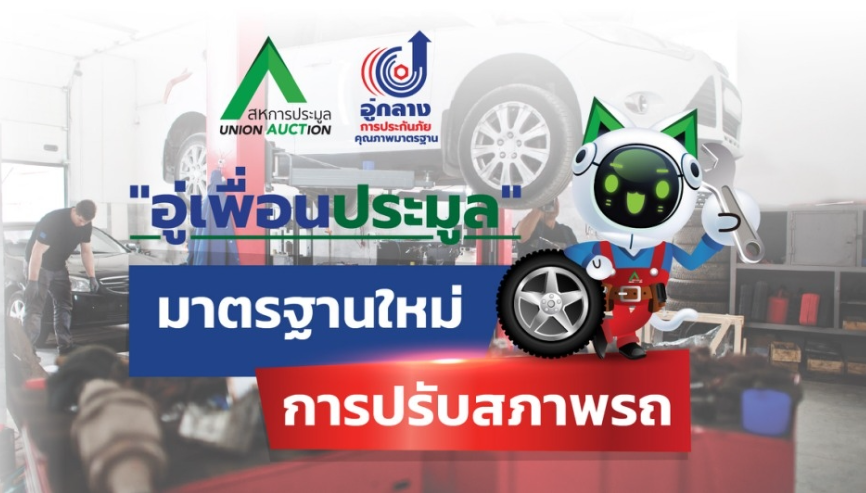 สหการประมูล
UNION AUCTION
อู่กลาง
การประกันภัย
คุณภาพมาตรฐาน
"อู่เพื่อนประมูล"
มาตรฐานใหม่
การปรับสภาพรถ